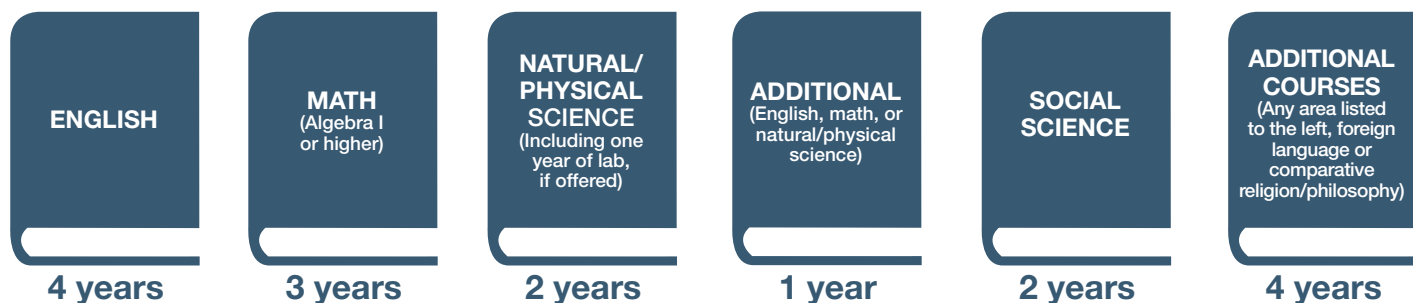 ENGLISH
4 years
MATH
(Algebra I
or higher)
3 years
NATURAL/
PHYSICAL
SCIENCE
(Including one
year of lab,
if offered)
2 years
ADDITIONAL
(English, math, or
natural/physical
science)
1 year
SOCIAL
SCIENCE
2 years
ADDITIONAL
COURSES
(Any area listed
to the left, foreign
language or
comparative
religion/philosophy)
4 years